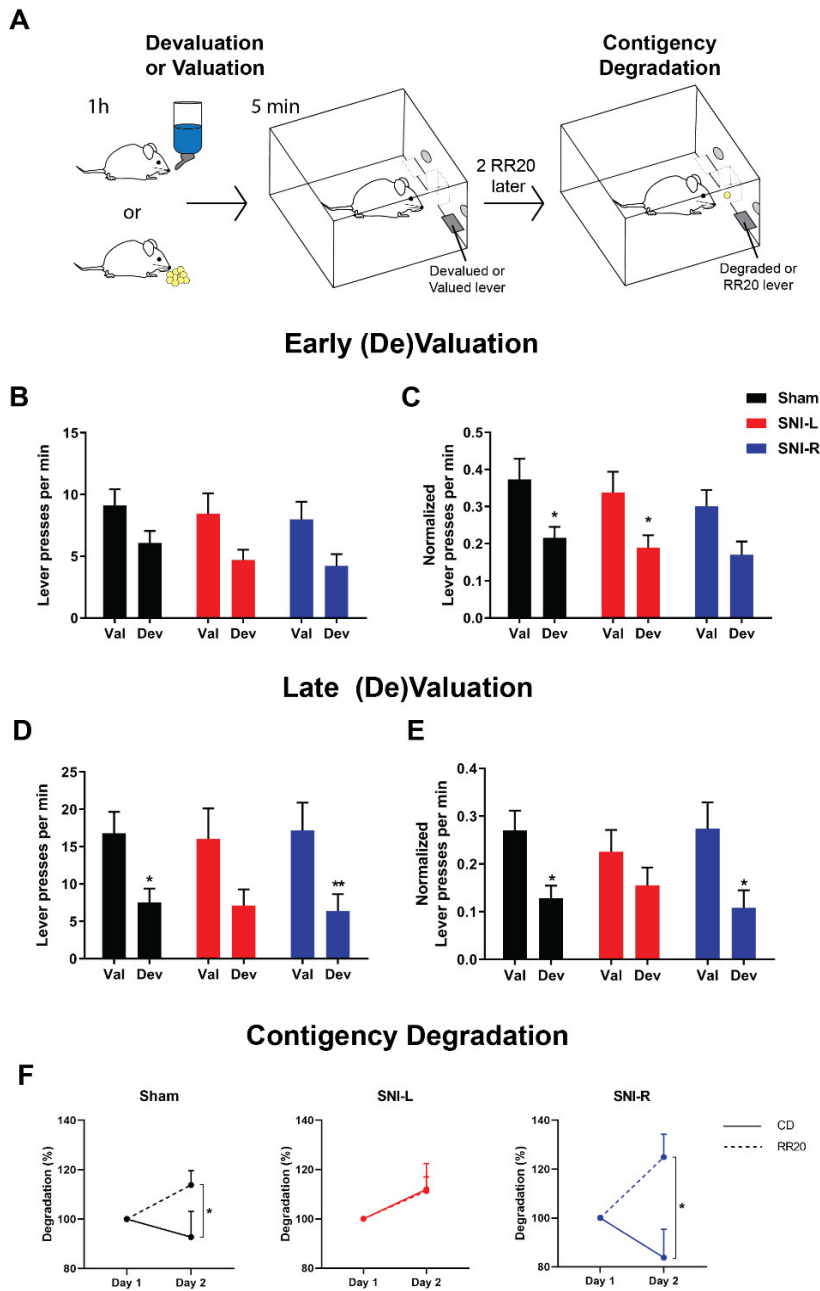 A
Devaluation
or Valuation
Contigency
Degradation
1h
5 min
or
2 RR20
later
Devalued or
Valued lever
Degraded or
RR20 lever
Early (De)Valuation
B
Lever presses per min
15
10
5
0
Val Dev Val Dev Val Dev
C
Normalized
Lever presses per min
0.5
0.4
0.3
0.2
0.1
0.0
* *
Val Dev Val Dev Val Dev
Sham
SNI-L
SNI-R
Late (De)Valuation
D
Lever presses per min
25
20
15
10
5
0
* **
Val Dev Val Dev Val Dev
E
Normalized
Lever presses per min
0.4
0.3
0.2
0.1
0.0
* *
Val Dev Val Dev Val Dev
Contigency Degradation
F
Sham
Degradation (%)
140
120
100
80
*
Day 1 Day 2
SNI-L
Degradation (%)
140
120
100
80
Day 1 Day 2
SNI-R
Degradation (%)
140
120
100
80
*
Day 1 Day 2
CD
RR20